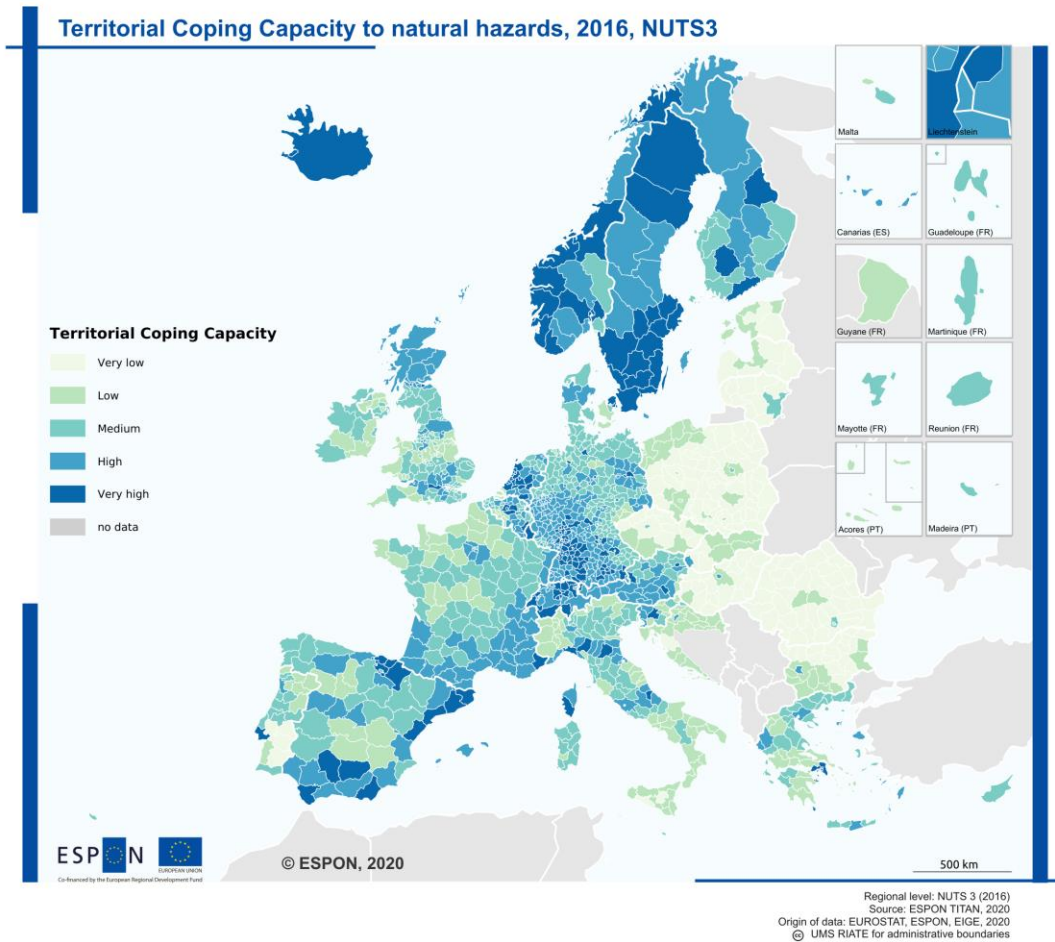 Territorial Coping Capacity to natural hazards, 2016, NUTS3
Malta
Liechtenstein
Canarias (ES)
Guadeloupe (FR)
Guyane (FR)
Martinique (FR)
Mayotte (FR)
Reunion (FR)
Acores (PT)
Madeira (PT)
Territorial Coping Capacity
Very low
Low
Medium
High
Very high
no data
ESPON
EUROPEAN UNION
Co-financed by the European Regional Development Fund
© ESPON, 2020
500 km
Regional level: NUTS 3 (2016)
Source: ESPON TITAN, 2020
Origin of data: EUROSTAT, ESPON, EIGE, 2020
cc UMS RIATE for administrative boundaries